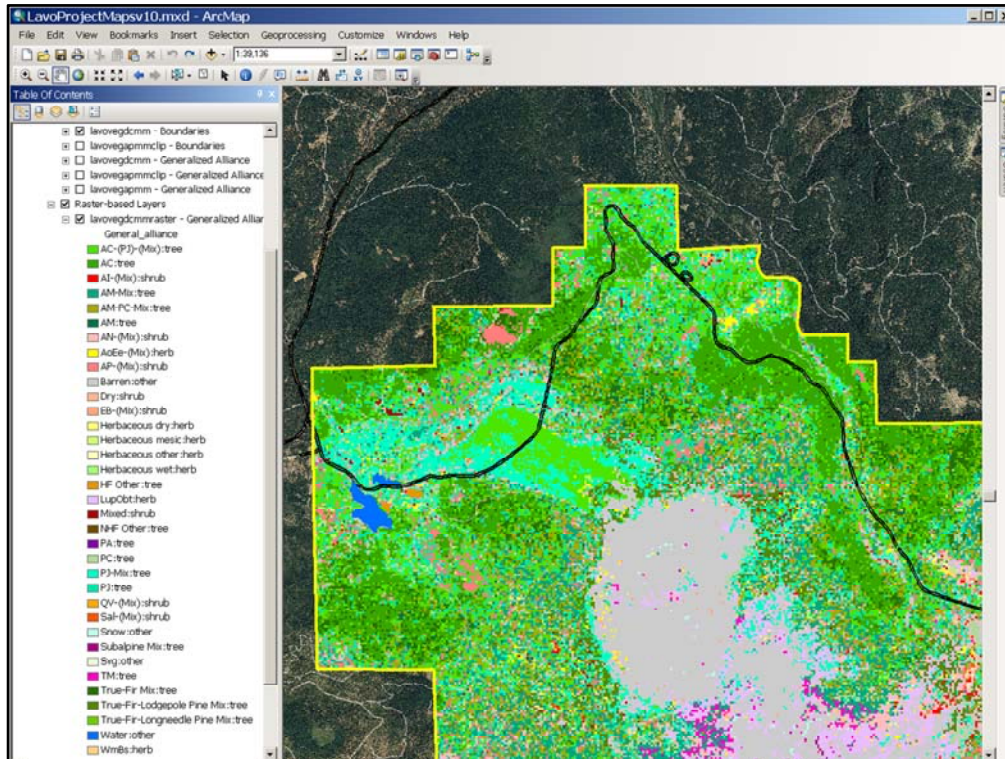 LavoProjectMapsv10.mxd - ArcMap
File Edit View Bookmarks Insert Selection Geoprocessing Customize Windows Help
1:39,136
Table Of Contents
lavovegdcmm - Boundaries
lavovegapmmclip - Boundaries
lavovegdcmm - Generalized Alliance
lavovegapmmclip - Generalized Alliance
lavovegapmm - Generalized Alliance
Raster-based Layers
lavovegdcmmraster - Generalized Allian
General_alliance
AC-(PJ)-(Mix):tree
AC:tree
AI-(Mix):shrub
AM-Mix:tree
AM-PC-Mix:tree
AM:tree
AN-(Mix):shrub
AoEe-(Mix):herb
AP-(Mix):shrub
Barren:other
Dry:shrub
EB-(Mix):shrub
Herbaceous dry:herb
Herbaceous mesic:herb
Herbaceous other:herb
Herbaceous wet:herb
HF Other:tree
LupObt:herb
Mixed:shrub
NHF Other:tree
PA:tree
PC:tree
PJ-Mix:tree
PJ:tree
QV-(Mix):shrub
Sal-(Mix):shrub
Snow:other
Subalpine Mix:tree
Svg:other
TM:tree
True-Fir Mix:tree
True-Fir-Lodgepole Pine Mix:tree
True-Fir-Longneedle Pine Mix:tree
Water:other
WmBs:herb